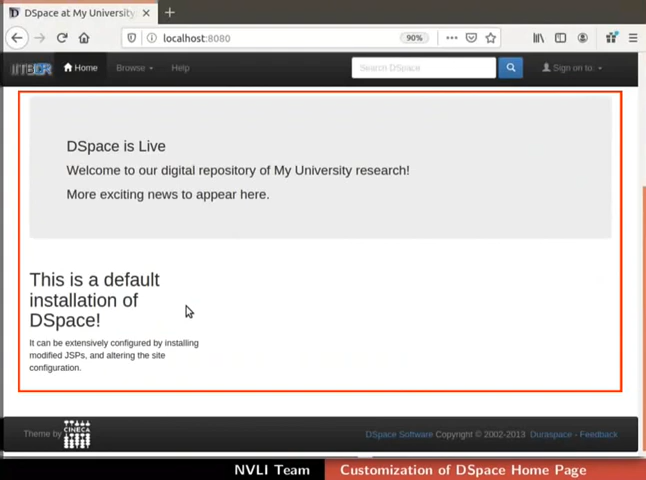 DSpace at My University
localhost:8080
90%
Home
Browse
Help
Search DSpace
Sign on to
DSpace is Live
Welcome to our digital repository of My University research!
More exciting news to appear here.
This is a default
installation of
DSpace!
It can be extensively configured by installing
modified JSPs, and altering the site
configuration.
Theme by CINECA
DSpace Software Copyright © 2002-2013 Duraspace - Feedback
NVLI Team
Customization of DSpace Home Page